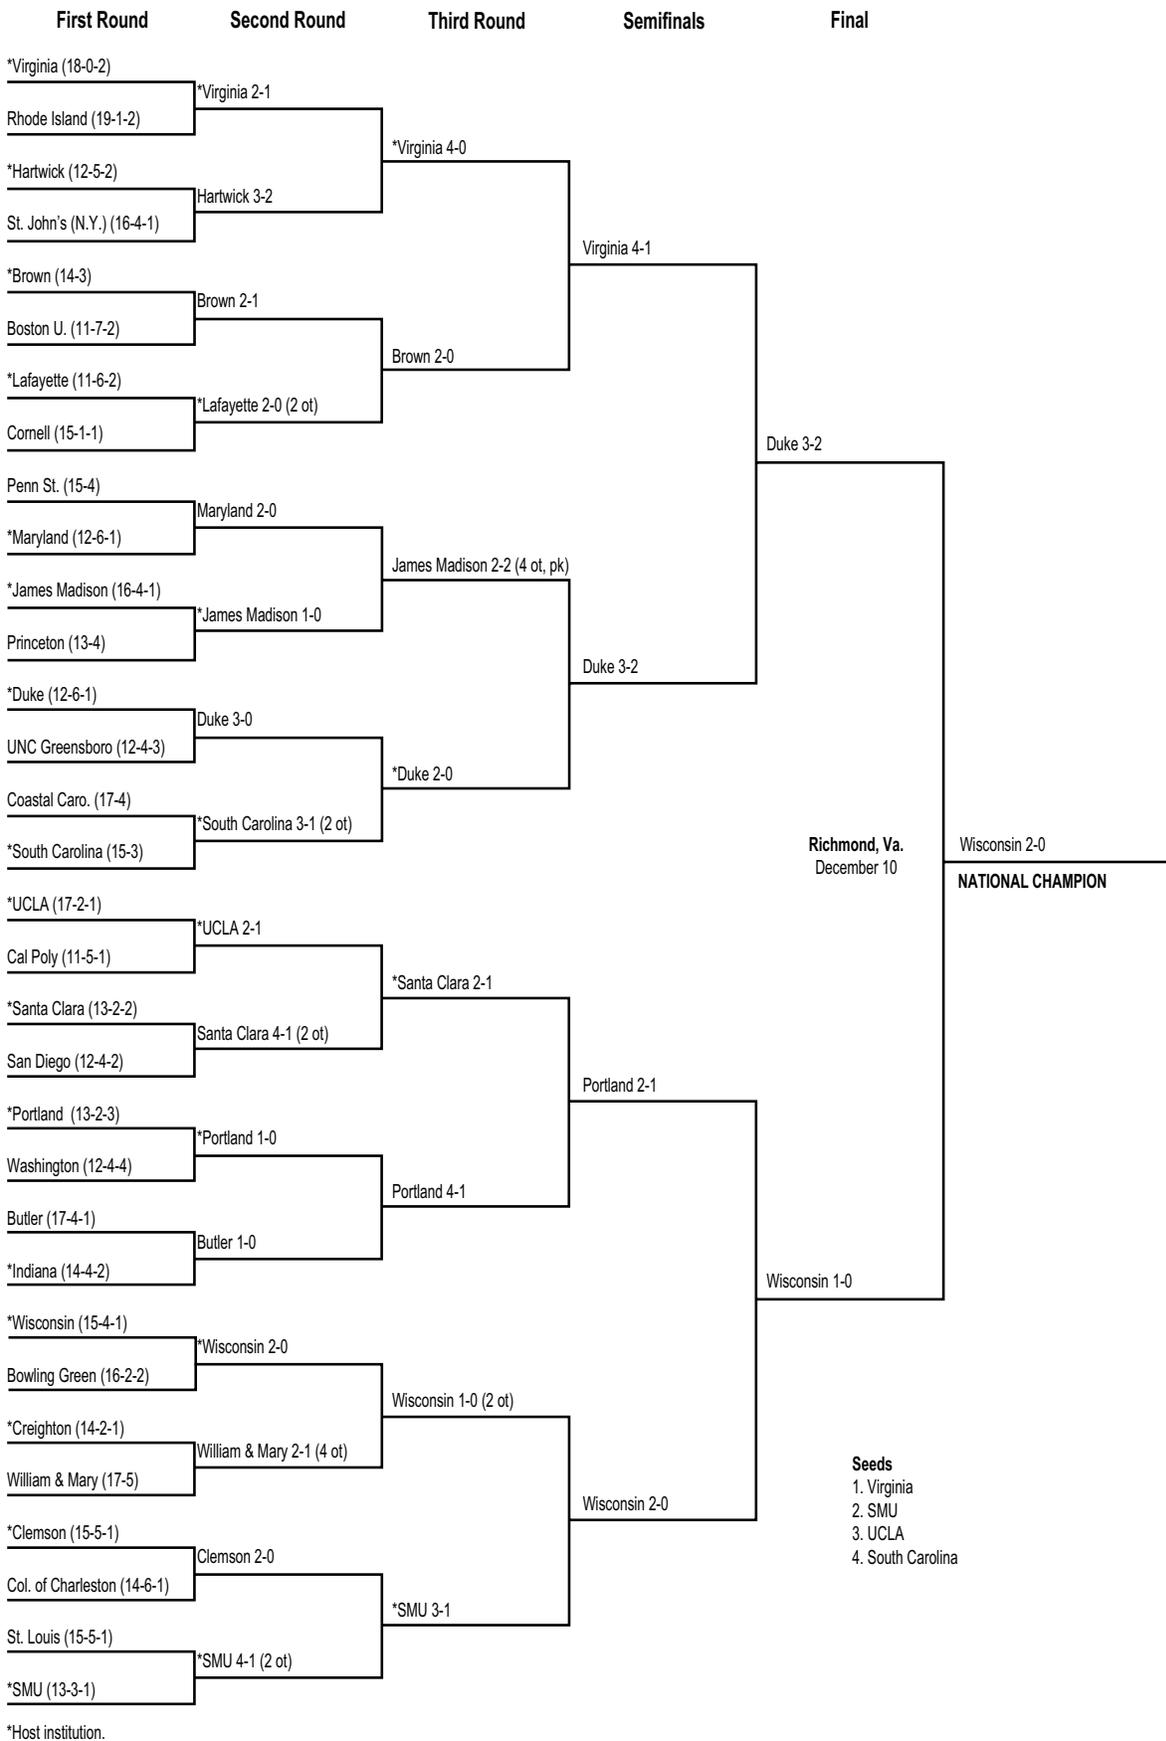 First Round
Second Round
Third Round
Semifinals
Final
*Virginia (18-0-2)
Rhode Island (19-1-2)
*Hartwick (12-5-2)
St. John's (N.Y.) (16-4-1)
*Brown (14-3)
Boston U. (11-7-2)
*Lafayette (11-6-2)
Cornell (15-1-1)
Penn St. (15-4)
*Maryland (12-6-1)
*James Madison (16-4-1)
Princeton (13-4)
*Duke (12-6-1)
UNC Greensboro (12-4-3)
Coastal Caro. (17-4)
*South Carolina (15-3)
*UCLA (17-2-1)
Cal Poly (11-5-1)
*Santa Clara (13-2-2)
San Diego (12-4-2)
*Portland (13-2-3)
Washington (12-4-4)
Butler (17-4-1)
*Indiana (14-4-2)
*Wisconsin (15-4-1)
Bowling Green (16-2-2)
*Creighton (14-2-1)
William & Mary (17-5)
*Clemson (15-5-1)
Col. of Charleston (14-6-1)
St. Louis (15-5-1)
*SMU (13-3-1)
*Virginia 2-1
Hartwick 3-2
Brown 2-1
*Lafayette 2-0 (2 ot)
Maryland 2-0
*James Madison 1-0
Duke 3-0
*South Carolina 3-1 (2 ot)
*UCLA 2-1
Santa Clara 4-1 (2 ot)
*Portland 1-0
Butler 1-0
*Wisconsin 2-0
William & Mary 2-1 (4 ot)
Clemson 2-0
*SMU 4-1 (2 ot)
*Virginia 4-0
Brown 2-0
James Madison 2-2 (4 ot, pk)
*Duke 2-0
*Santa Clara 2-1
Portland 4-1
Wisconsin 1-0 (2 ot)
*SMU 3-1
Virginia 4-1
Duke 3-2
Portland 2-1
Wisconsin 2-0
Duke 3-2
Wisconsin 1-0
Richmond, Va.
December 10
Wisconsin 2-0
NATIONAL CHAMPION
Seeds
1. Virginia
2. SMU
3. UCLA
4. South Carolina
*Host institution.